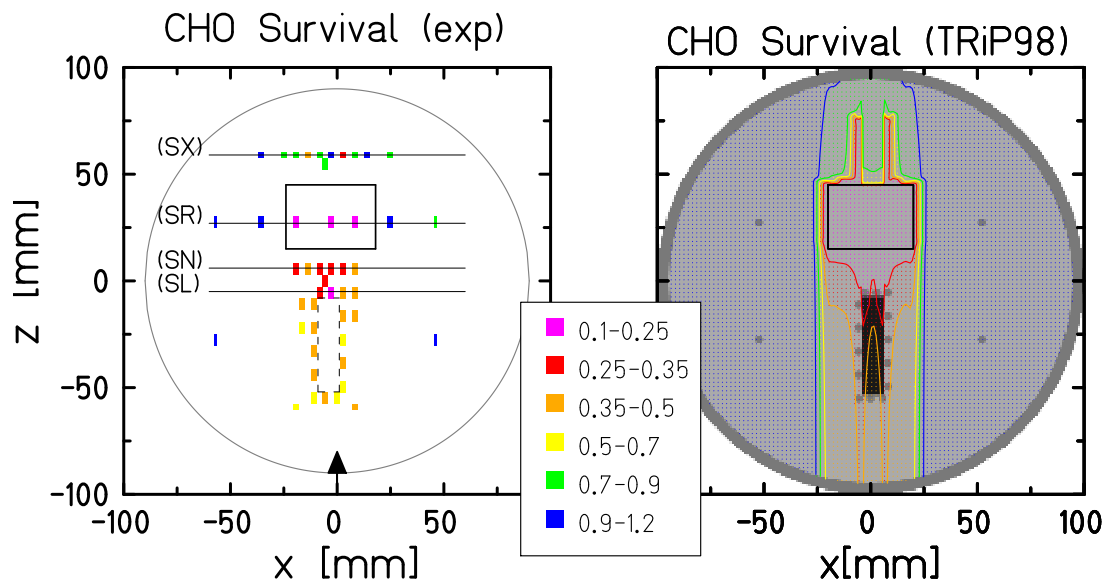 CHO Survival (exp)
CHO Survival (TRiP98)
100
50
0
-50
-100
z [mm]
(SX)
(SR)
(SN)
(SL)
-100
-50
0
50
x [mm]
0.1-0.25
0.25-0.35
0.35-0.5
0.5-0.7
0.7-0.9
0.9-1.2
-50
0
50
100
x[mm]